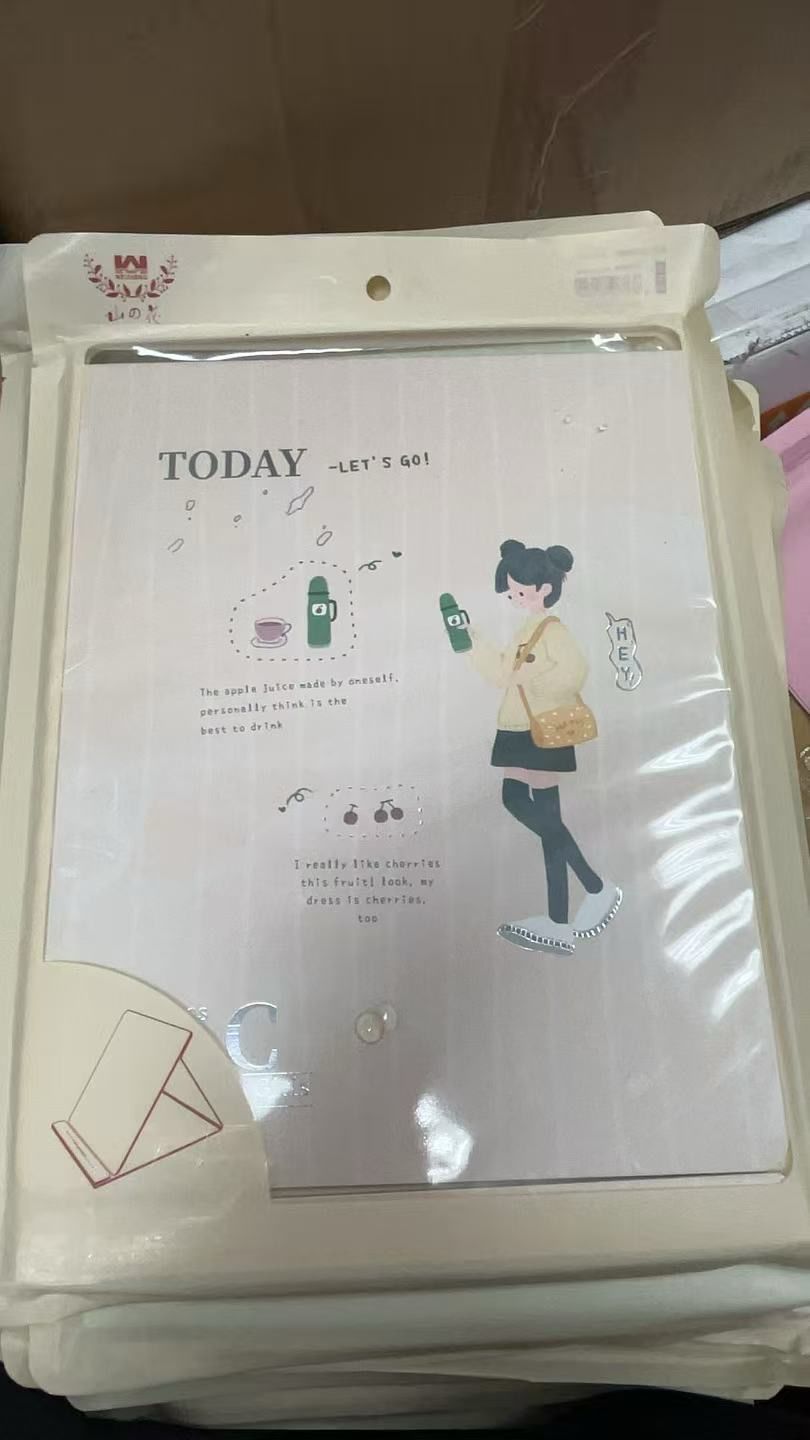 山の花
TODAY -LET'S GO!
HEY
The apple juice made by oneself,
personally think is the
best to drink
I really like cherries
this fruit! look, my
dress is cherries,
too
C